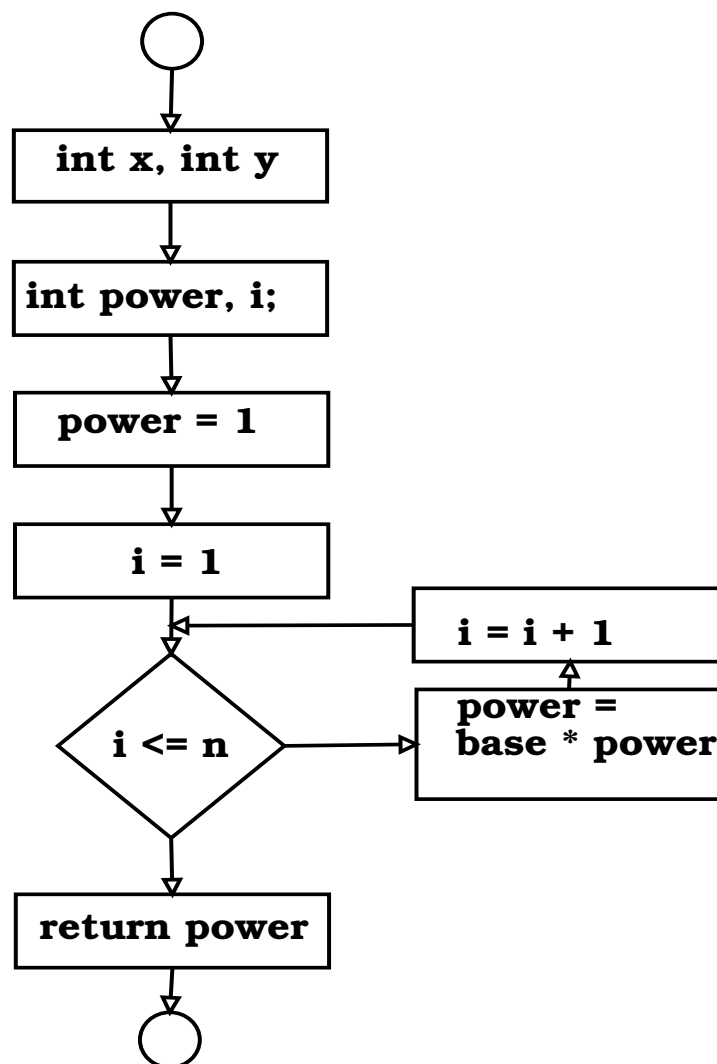 int x, int y
int power, i;
power = 1
i = 1
i = i + 1
i <= n
power =
base * power
return power